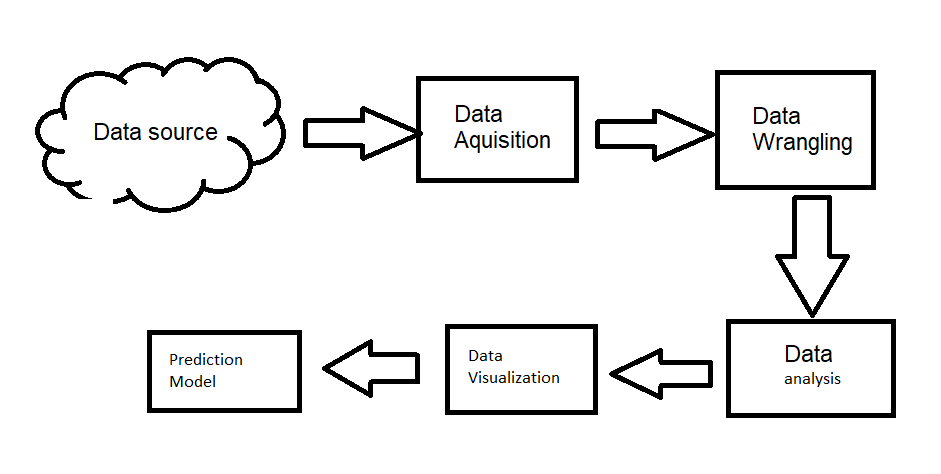 Data source
Data
Aquisition
Data
Wrangling
Data
analysis
Data
Visualization
Prediction
Model